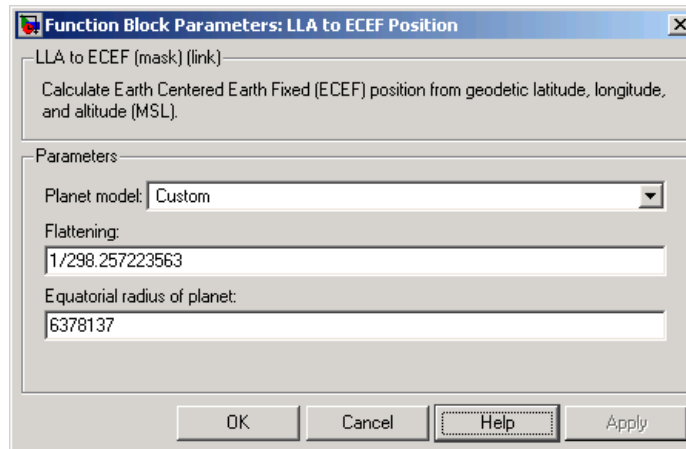 Function Block Parameters: LLA to ECEF Position
LLA to ECEF (mask) (link)
Calculate Earth Centered Earth Fixed (ECEF) position from geodetic latitude, longitude,
and altitude (MSL).
Parameters
Planet model: Custom
Flattening:
1/298.257223563
Equatorial radius of planet:
6378137
OK Cancel Help Apply